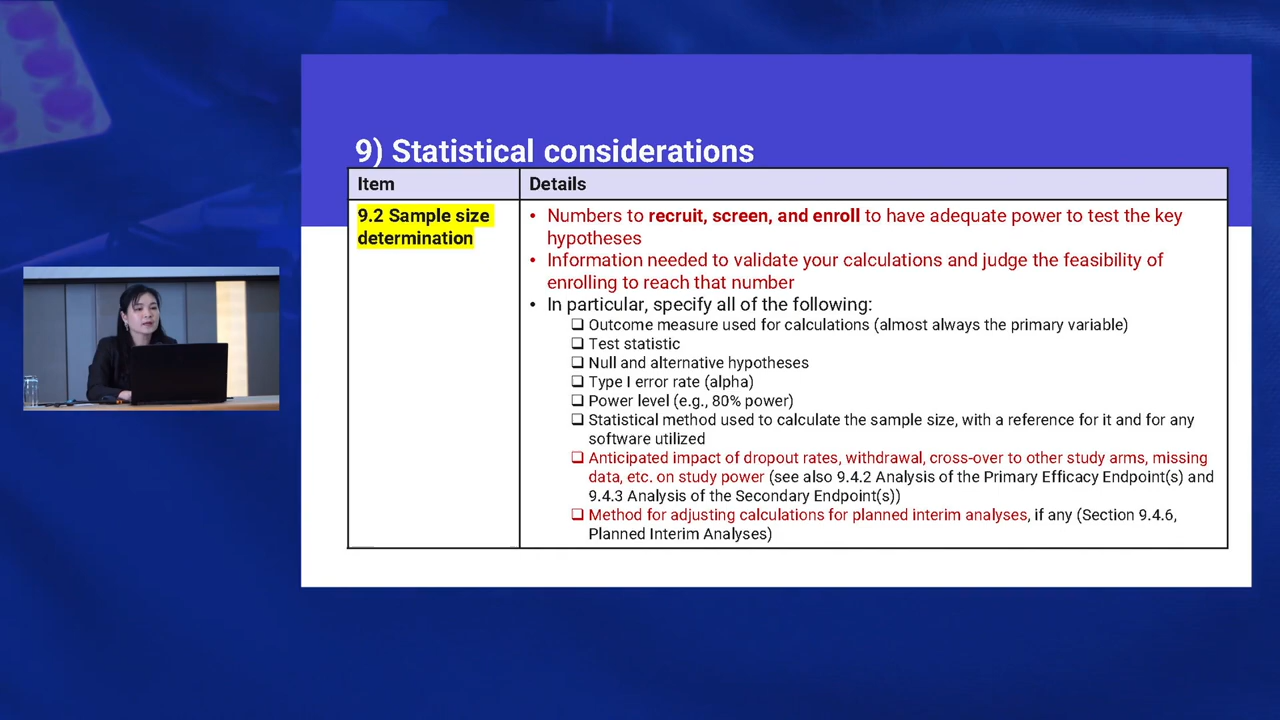 9) Statistical considerations
Item
Details
9.2 Sample size
determination
• Numbers to recruit, screen, and enroll to have adequate power to test the key
hypotheses
• Information needed to validate your calculations and judge the feasibility of
enrolling to reach that number
• In particular, specify all of the following:
❑ Outcome measure used for calculations (almost always the primary variable)
❑ Test statistic
❑ Null and alternative hypotheses
❑ Type I error rate (alpha)
❑ Power level (e.g., 80% power)
❑ Statistical method used to calculate the sample size, with a reference for it and for any
software utilized
❑ Anticipated impact of dropout rates, withdrawal, cross-over to other study arms, missing
data, etc. on study power (see also 9.4.2 Analysis of the Primary Efficacy Endpoint(s) and
9.4.3 Analysis of the Secondary Endpoint(s))
❑ Method for adjusting calculations for planned interim analyses, if any (Section 9.4.6,
Planned Interim Analyses)